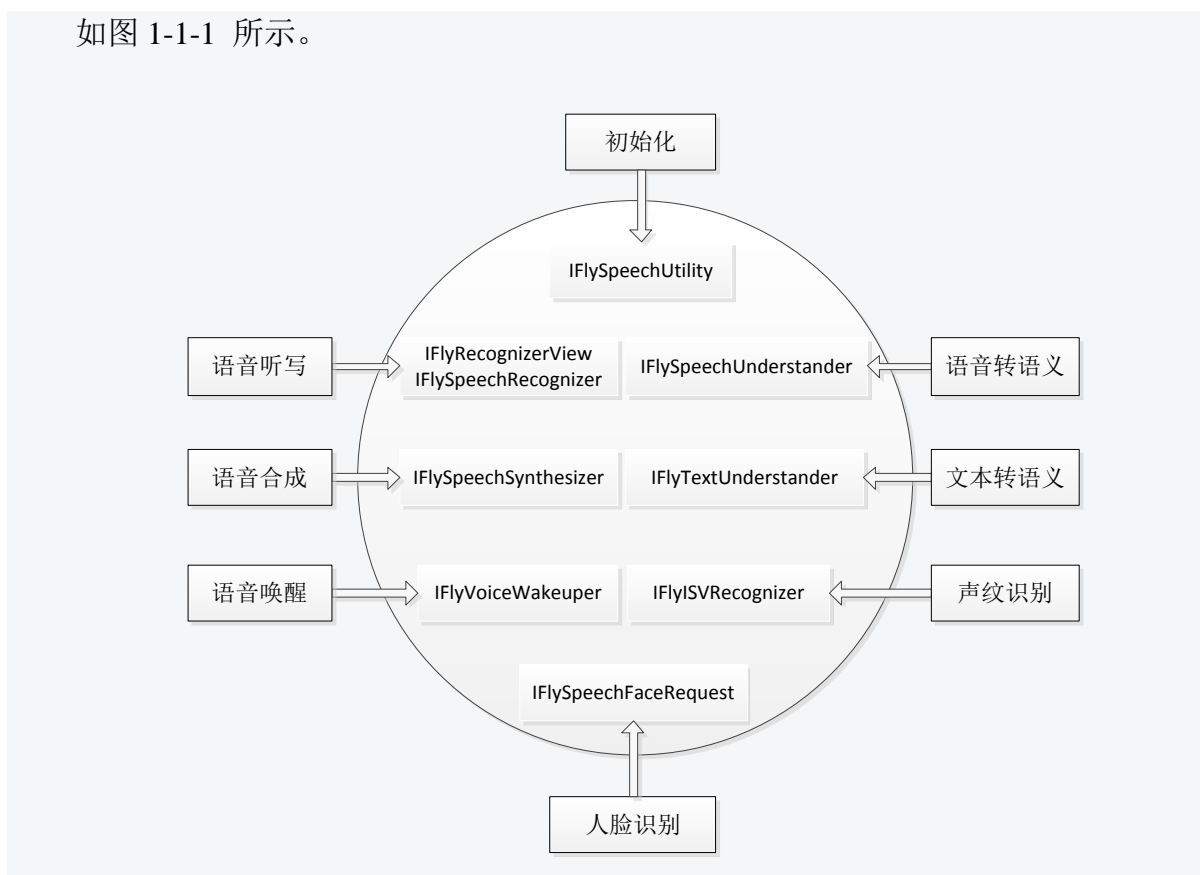 如图 1-1-1 所示。
初始化
IFlySpeechUtility
语音听写
IFlyRecognizerView
IFlySpeechRecognizer
IFlySpeechUnderstander
语音转语义
语音合成
IFlySpeechSynthesizer
IFlyTextUnderstander
文本转语义
语音唤醒
IFlyVoiceWakeuper
IFlyISVRecognizer
声纹识别
IFlySpeechFaceRequest
人脸识别